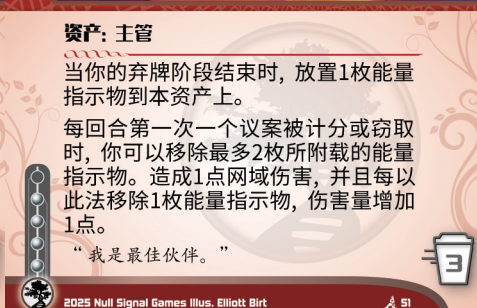 资产: 主管
当你的弃牌阶段结束时, 放置1枚能量
指示物到本资产上。
每回合第一次一个议案被计分或窃取
时, 你可以移除最多2枚所附载的能量
指示物。造成1点网域伤害, 并且每以
此法移除1枚能量指示物, 伤害量增加
1点。
“我是最佳伙伴。”
3
2025 Null Signal Games Illus. Elliott Birt
51